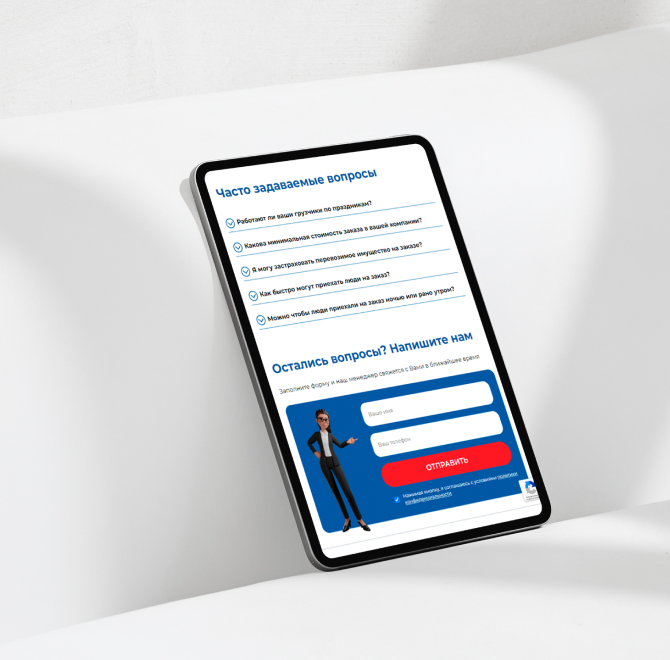 Часто задаваемые вопросы
Работают ли ваши грузчики по праздникам?
Какова минимальная стоимость заказа в вашей компании?
Я могу застраховать перевозимое имущество на заказе?
Как быстро могут приехать люди на заказ?
Можно чтобы люди приехали на заказ ночью или рано утром?
Остались вопросы? Напишите нам
Заполните форму и наш менеджер свяжется с Вами в ближайшее время
Ваше имя
Ваш телефон
ОТПРАВИТЬ
Нажимая кнопку, я соглашаюсь с условиями политики
конфиденциальности